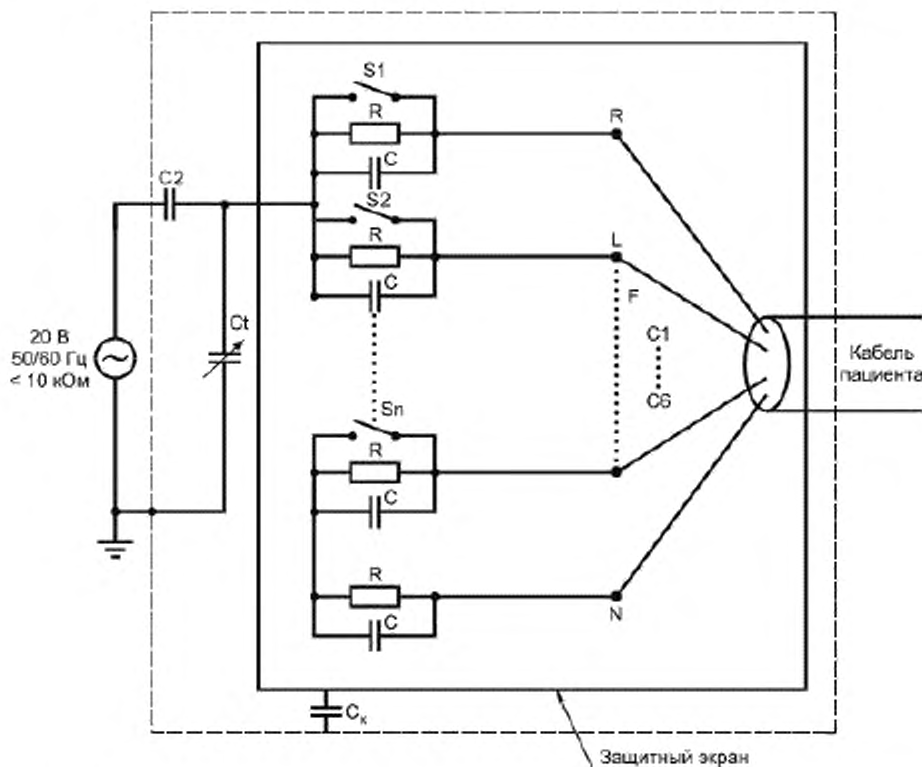 S1
R
R
C
C2
S2
R
L
C
F
Ct
C1
20 В
50/60 Гц
< 10 кОм
Кабель
пациента
C6
Sn
R
C
R
C
N
Cк
Защитный экран